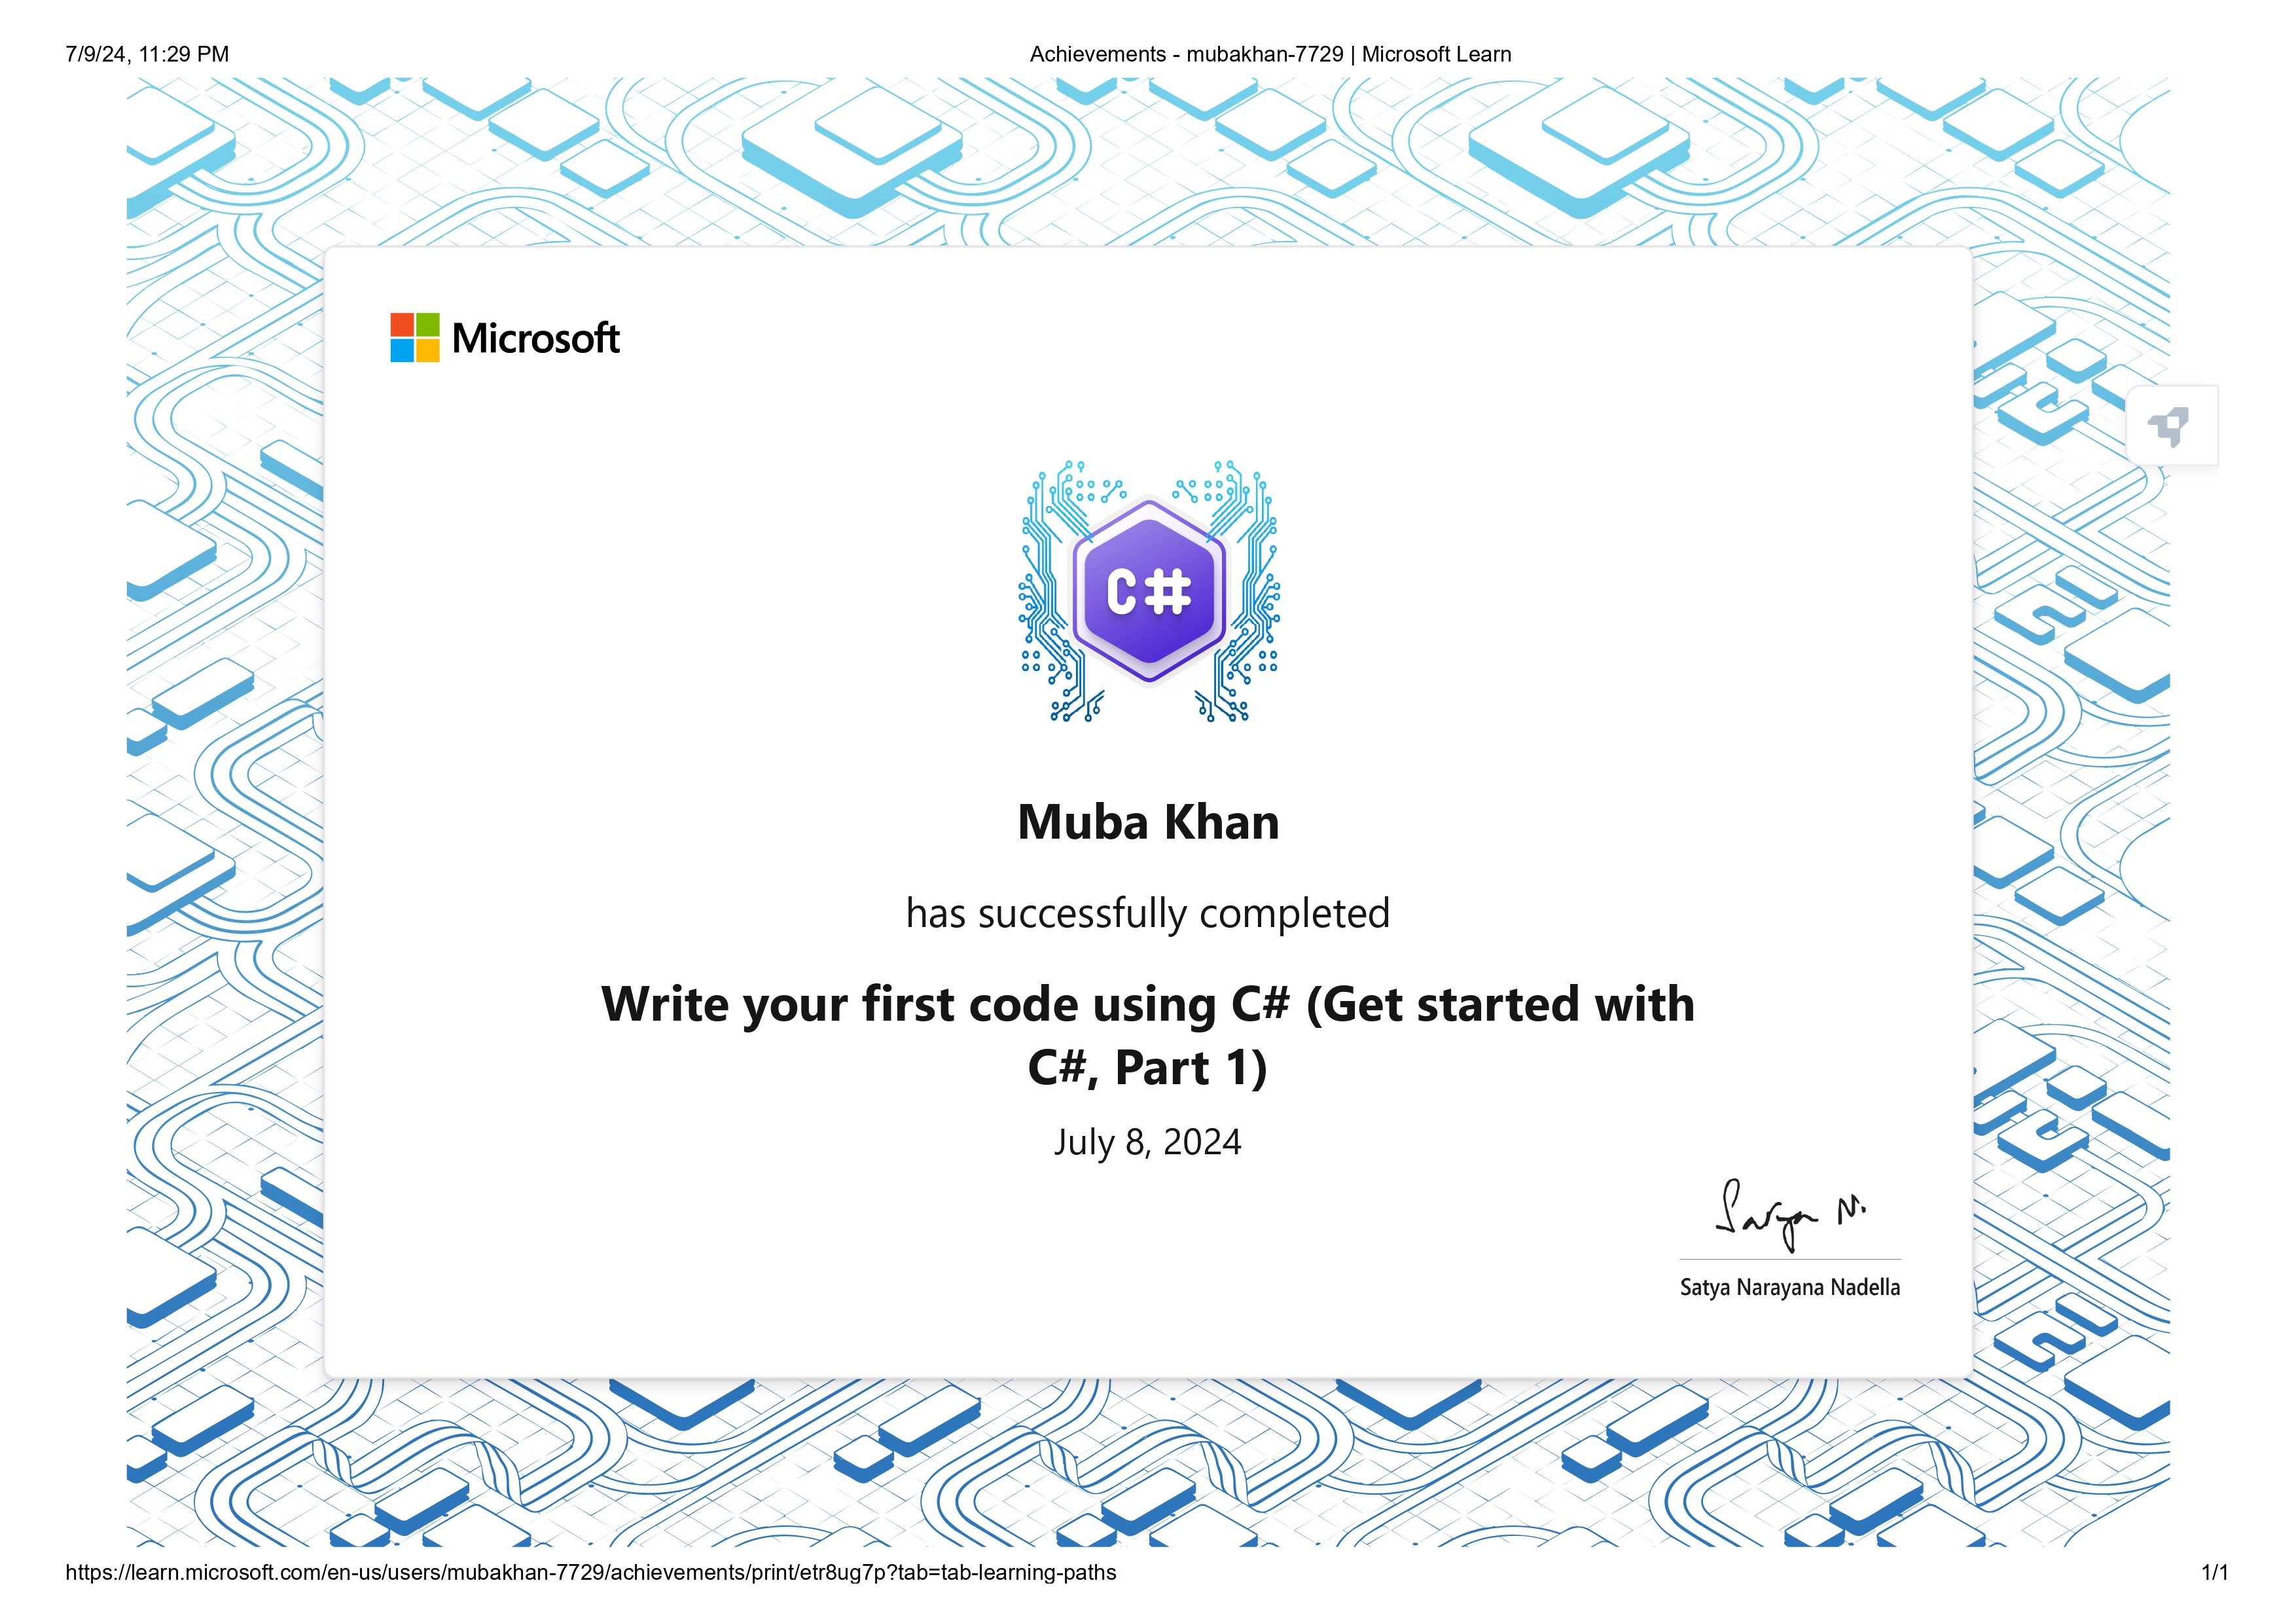 7/9/24, 11:29 PM
Achievements - mubakhan-7729 | Microsoft Learn
Microsoft
C#
Muba Khan
has successfully completed
Write your first code using C# (Get started with
C#, Part 1)
July 8, 2024
Satya N.
Satya Narayana Nadella
https://learn.microsoft.com/en-us/users/mubakhan-7729/achievements/print/etr8ug7p?tab=tab-learning-paths
1/1